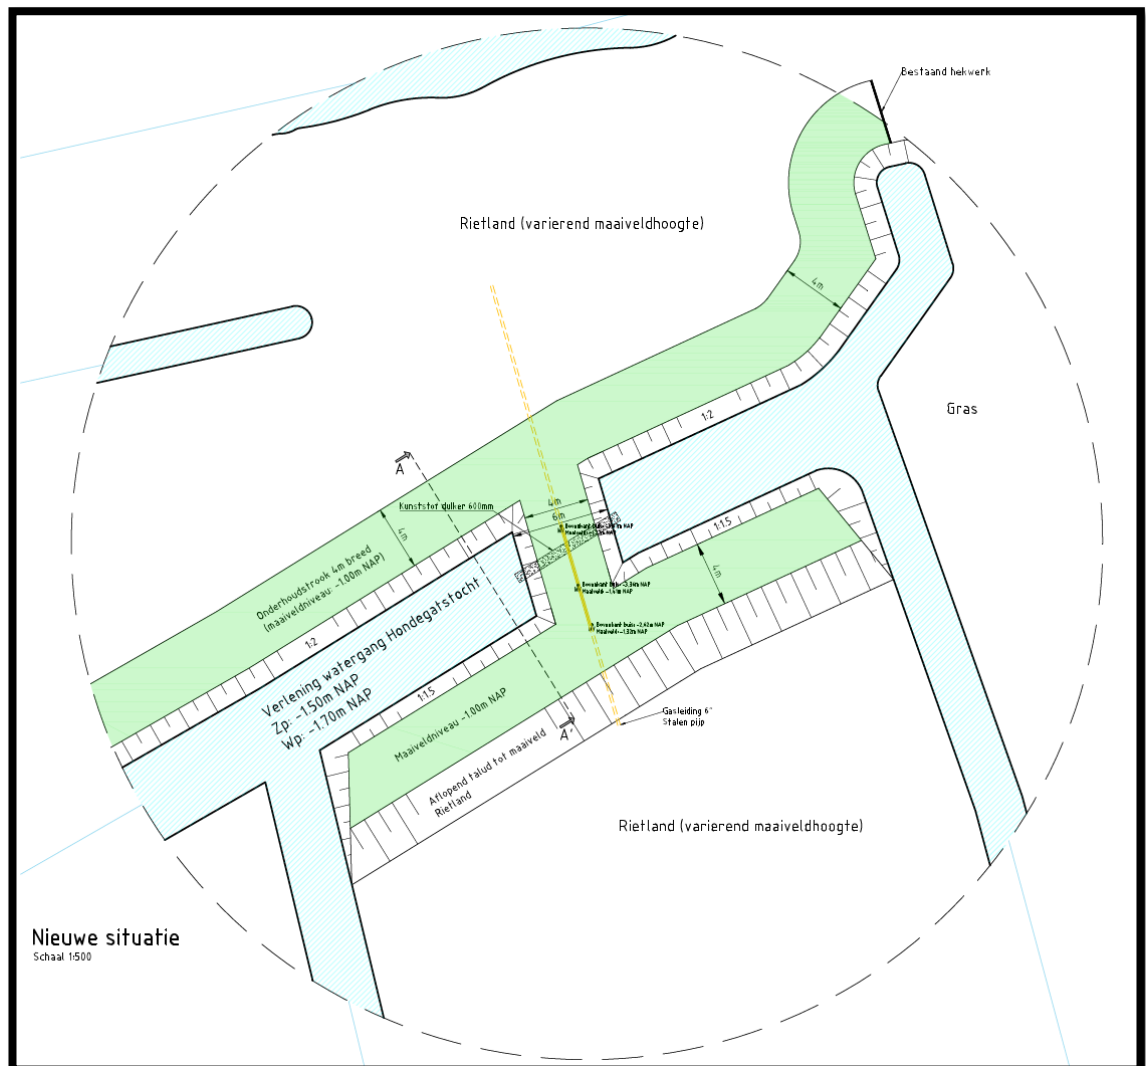 Bestaand hekwerk
Rietland (varierend maaiveldhoogte)
4m
Gras
1:2
A
Kunststof duiker 600mm
4m
6m
4m
1:1.5
Onderhoudstrook 4m breed
(maaiveldniveau: -1.00m NAP)
4m
1:2
Verlening watergang Hondegatstocht
Zp: -1.50m NAP
Wp: -1.70m NAP
1:1.5
Maaiveldniveau -1.00m NAP
Gasleiding 6"
Stalen pijp
A'
Aflopend talud tot maaiveld
Rietland
Rietland (varierend maaiveldhoogte)
Nieuwe situatie
Schaal 1:500